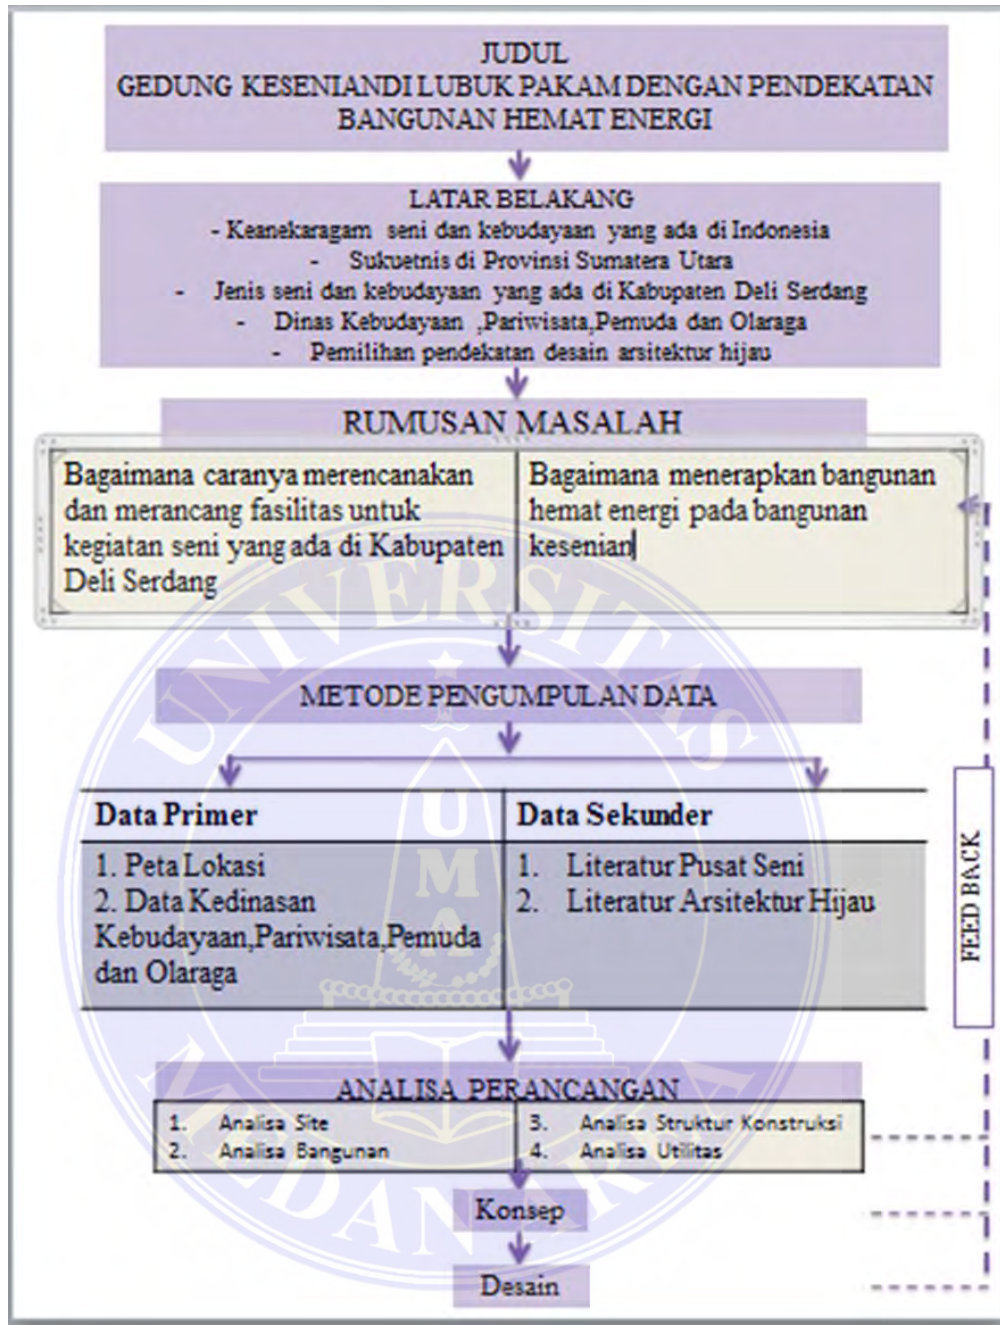 JUDUL
GEDUNG KESENIANDI LUBUK PAKAM DENGAN PENDEKATAN
BANGUNAN HEMAT ENERGI
LATAR BELAKANG
- Keanekaragam seni dan kebudayaan yang ada di Indonesia
- Sukuetnis di Provinsi Sumatera Utara
- Jenis seni dan kebudayaan yang ada di Kabupaten Deli Serdang
- Dinas Kebudayaan ,Pariwisata,Pemuda dan Olaraga
- Pemilihan pendekatan desain arsitektur hijau
RUMUSAN MASALAH
Bagaimana caranya merencanakan
dan merancang fasilitas untuk
kegiatan seni yang ada di Kabupaten
Deli Serdang
Bagaimana menerapkan bangunan
hemat energi pada bangunan
kesenian
METODE PENGUMPULAN DATA
Data Primer
1. Peta Lokasi
2. Data Kedinasan
Kebudayaan,Pariwisata,Pemuda
dan Olaraga
Data Sekunder
1. Literatur Pusat Seni
2. Literatur Arsitektur Hijau
FEED BACK
ANALISA PERANCANGAN
1. Analisa Site
2. Analisa Bangunan
3. Analisa Struktur Konstruksi
4. Analisa Utilitas
Konsep
Desain
UNIVERSITAS
MEDAN AREA
U
M
A